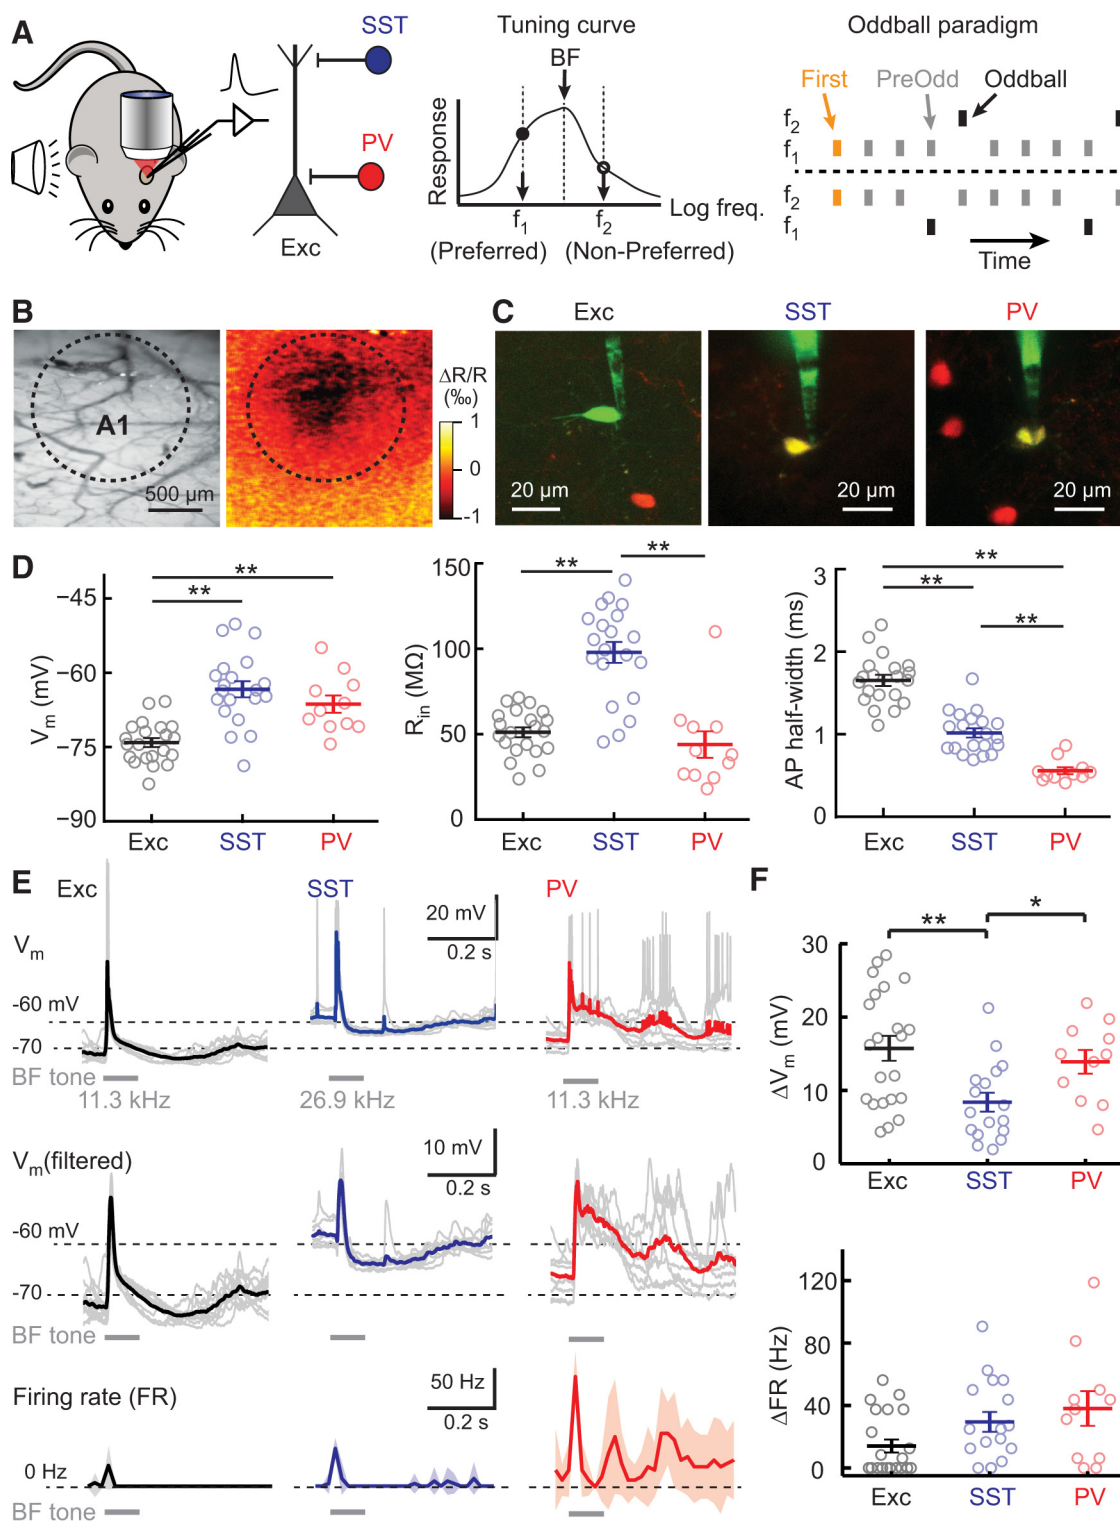 A
SST
PV
Exc
Tuning curve
BF
Response
f1
f2
Log freq.
(Preferred)
(Non-Preferred)
Oddball paradigm
First
PreOdd
Oddball
f2
f1
f2
f1
Time
B
A1
500 µm
ΔR/R
(‰)
1
0
-1
C
Exc
SST
PV
20 µm
20 µm
20 µm
D
Vm (mV)
−45
−60
−75
−90
**
**
Exc
SST
PV
Rin (MΩ)
150
100
50
0
**
**
Exc
SST
PV
AP half-width (ms)
3
2
1
0
**
**
**
Exc
SST
PV
E
Exc
SST
PV
Vm
20 mV
0.2 s
-60 mV
-70
BF tone
11.3 kHz
26.9 kHz
11.3 kHz
Vm(filtered)
10 mV
0.2 s
-60 mV
-70
BF tone
Firing rate (FR)
50 Hz
0.2 s
0 Hz
BF tone
F
**
*
ΔVm (mV)
30
20
10
0
Exc
SST
PV
ΔFR (Hz)
120
80
40
0
Exc
SST
PV